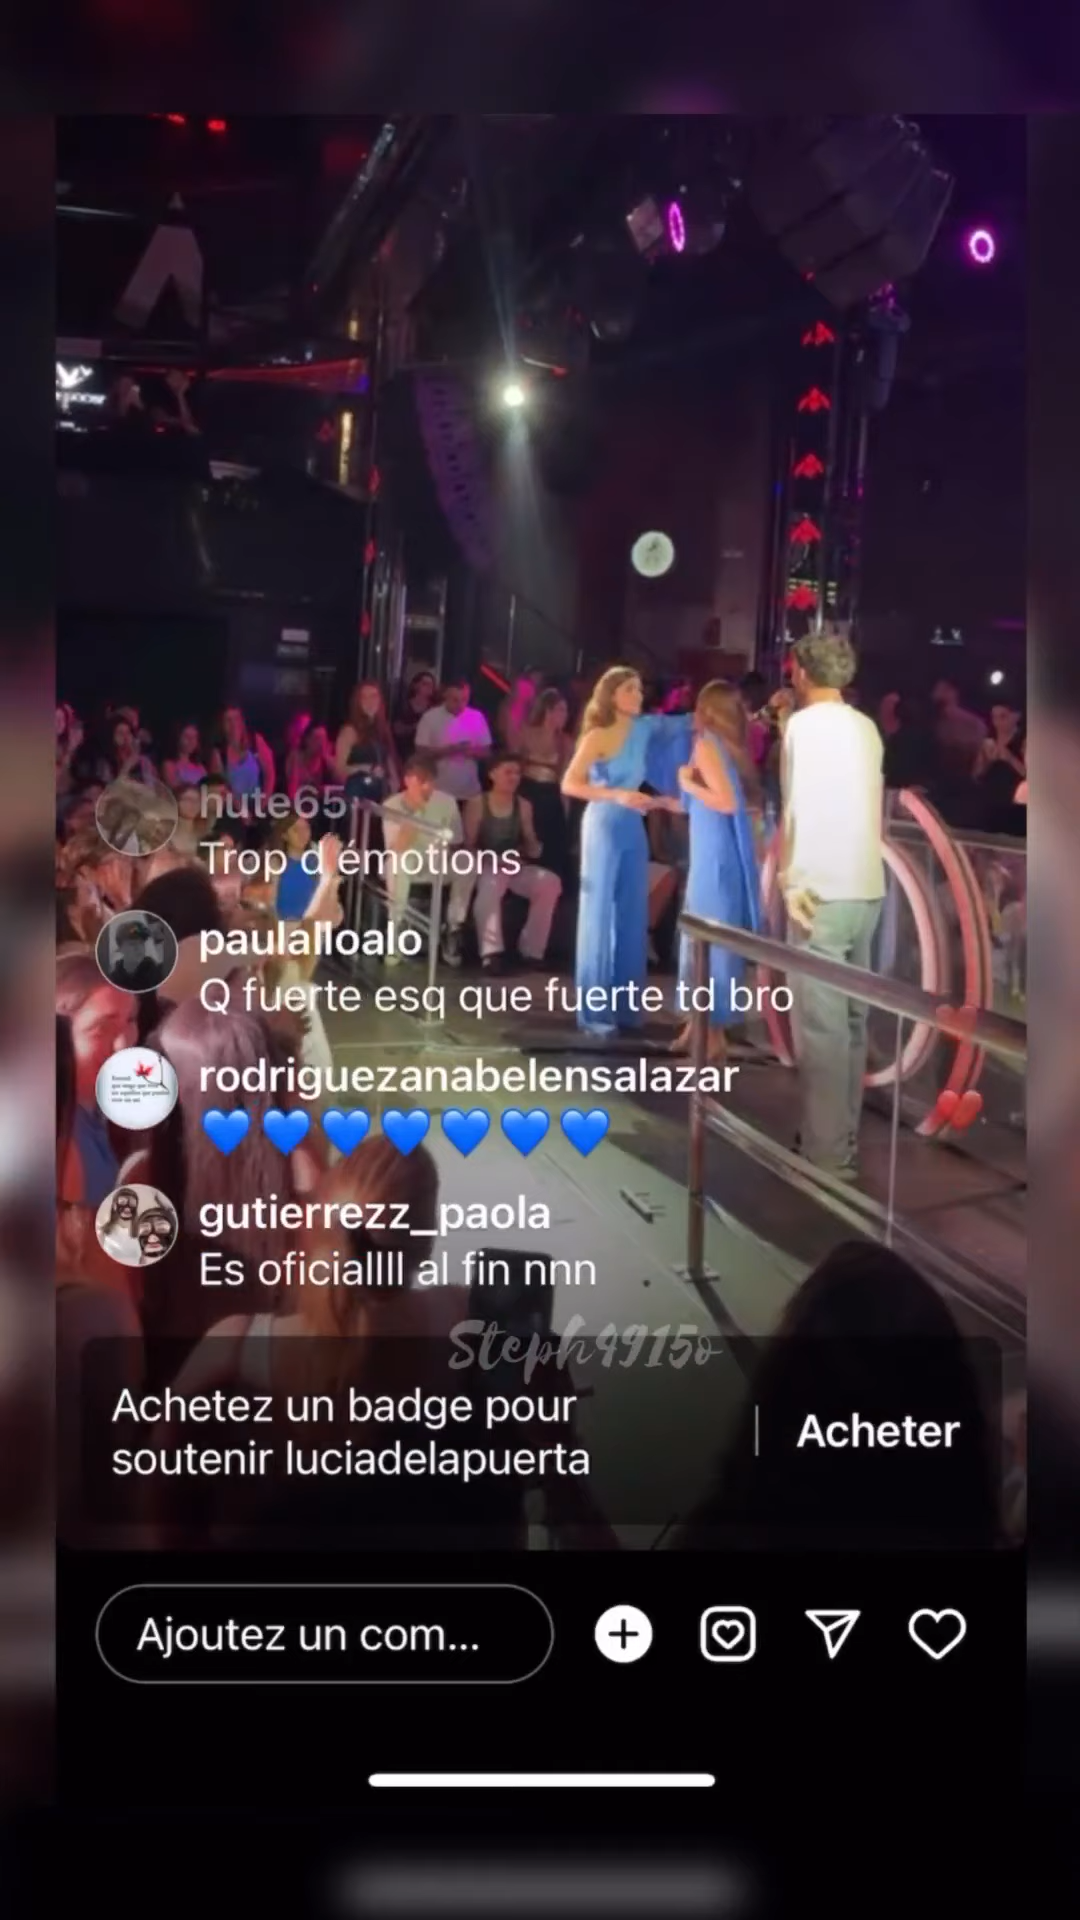 hute65
Trop d'émotions
paulalloalo
Q fuerte esq que fuerte td bro
rodriguezanabelensalazar
💙💙💙💙💙💙💙
gutierrezz_paola
Es oficiallll al fin nnn
Steph49150
Achetez un badge pour
soutenir luciadelapuerta
Acheter
Ajoutez un com...